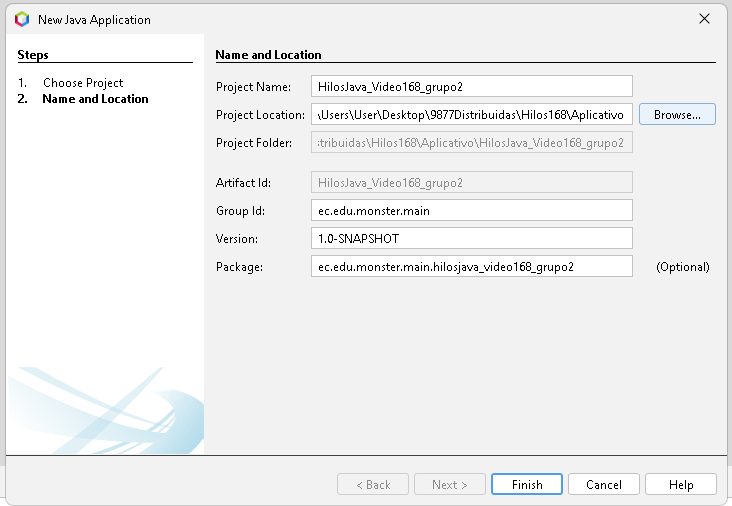 New Java Application
Steps
1. Choose Project
2. Name and Location
Name and Location
Project Name: HilosJava_Video168_grupo2
Project Location: \Users\User\Desktop\9877Distribuidas\Hilos168\Aplicativo Browse...
Project Folder: :tribuidas\Hilos168\Aplicativo\HilosJava_Video168_grupo2
Artifact Id: HilosJava_Video168_grupo2
Group Id: ec.edu.monster.main
Version: 1.0-SNAPSHOT
Package: ec.edu.monster.main.hilosjava_video168_grupo2 (Optional)
< Back Next > Finish Cancel Help